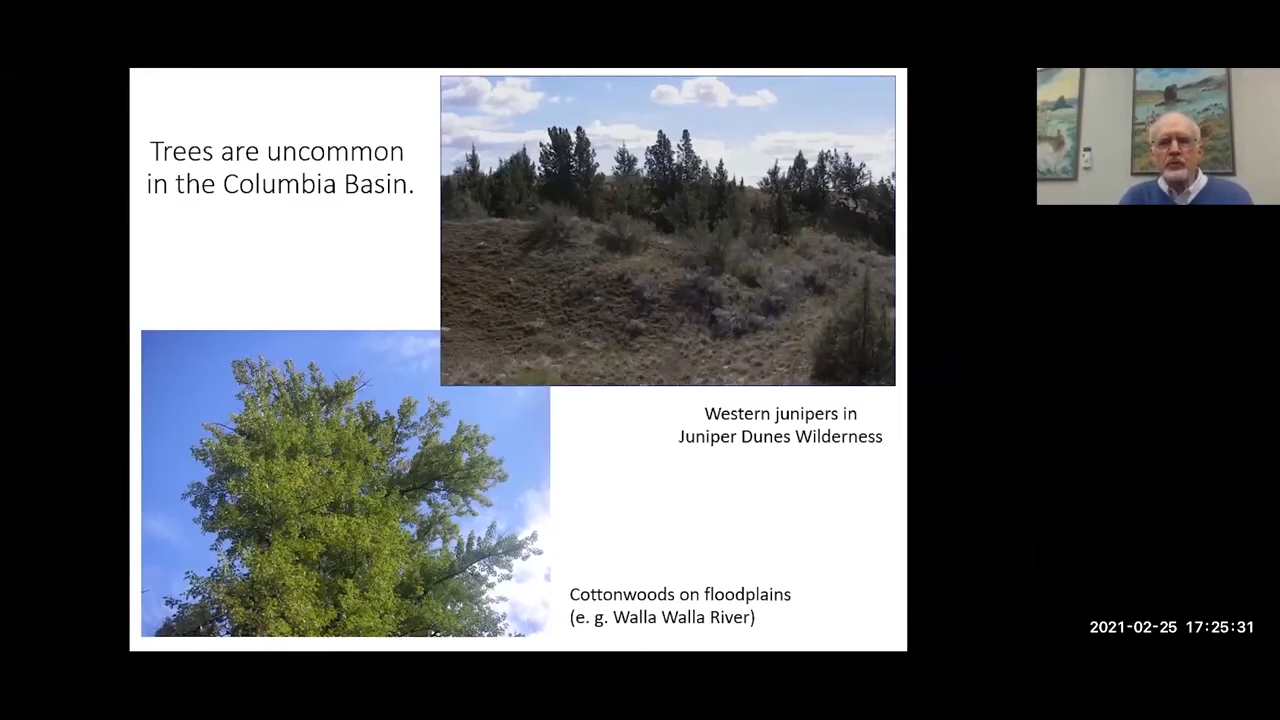 Trees are uncommon
in the Columbia Basin.
Western junipers in
Juniper Dunes Wilderness
Cottonwoods on floodplains
(e. g. Walla Walla River)
2021-02-25 17:25:31